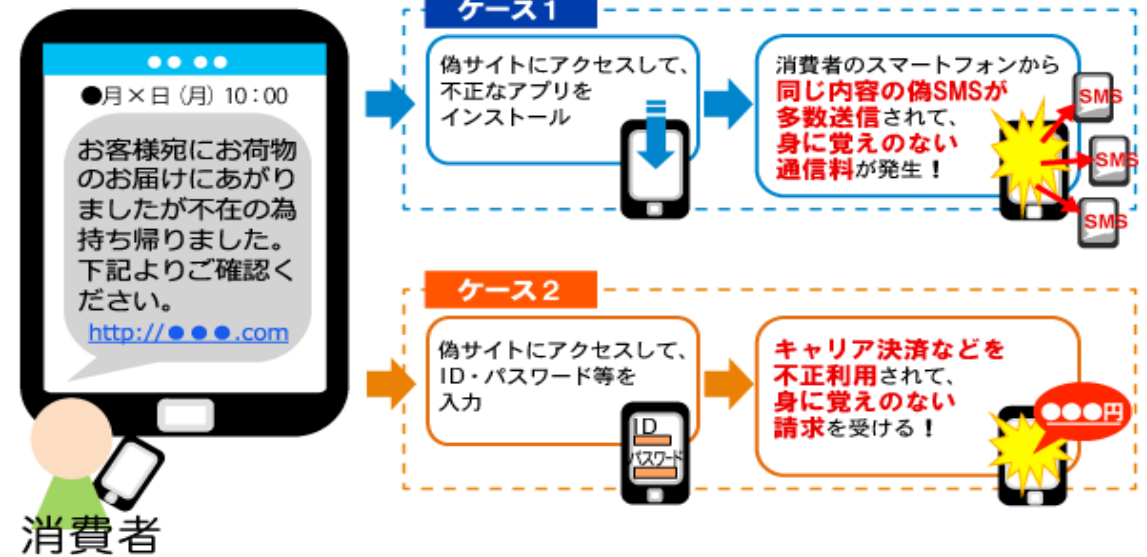 ●● ●●
●月×日（月）10：00
お客様宛にお荷物
のお届けにあがり
ましたが不在の為
持ち帰りました。
下記よりご確認く
ださい。
http://●●●.com
消費者
ケース１
偽サイトにアクセスして、
不正なアプリを
インストール
消費者のスマートフォンから
同じ内容の偽SMSが
多数送信されて、
身に覚えのない
通信料が発生！
SMS
SMS
SMS
ケース２
偽サイトにアクセスして、
ID・パスワード等を
入力
ID
パスワード
キャリア決済などを
不正利用されて、
身に覚えのない
請求を受ける！
●●●円